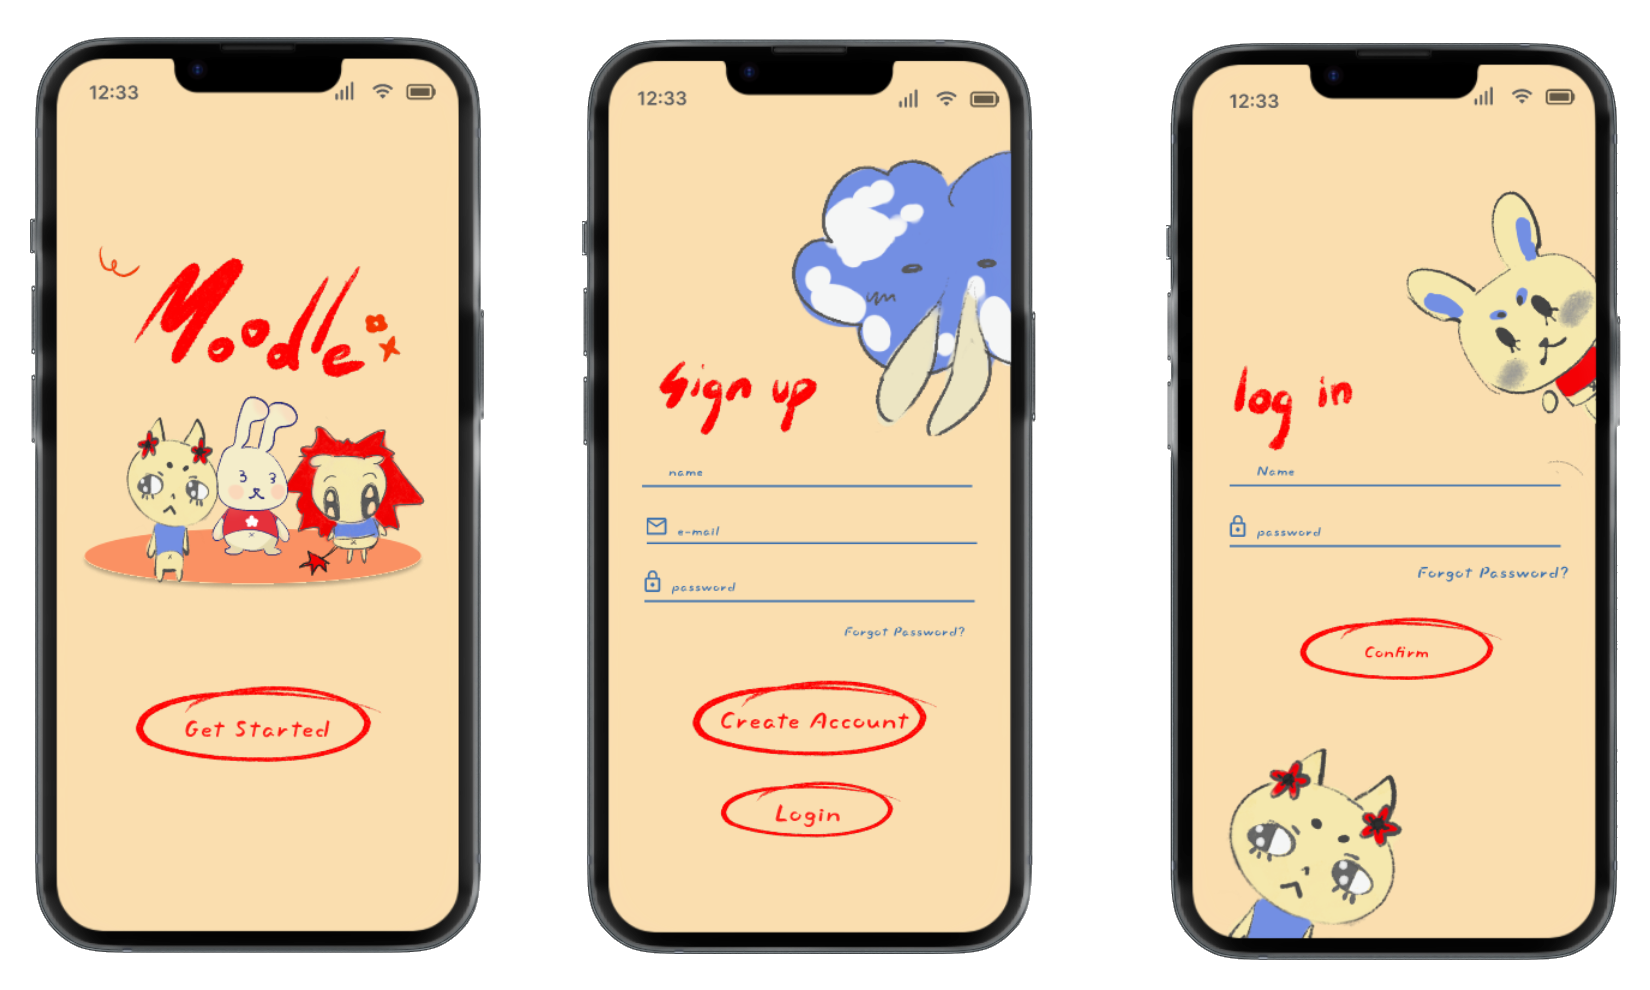 12:33
Moodle
Get Started
12:33
Sign up
name
e-mail
password
Forgot Password?
Create Account
Login
12:33
log in
Name
password
Forgot Password?
Confirm